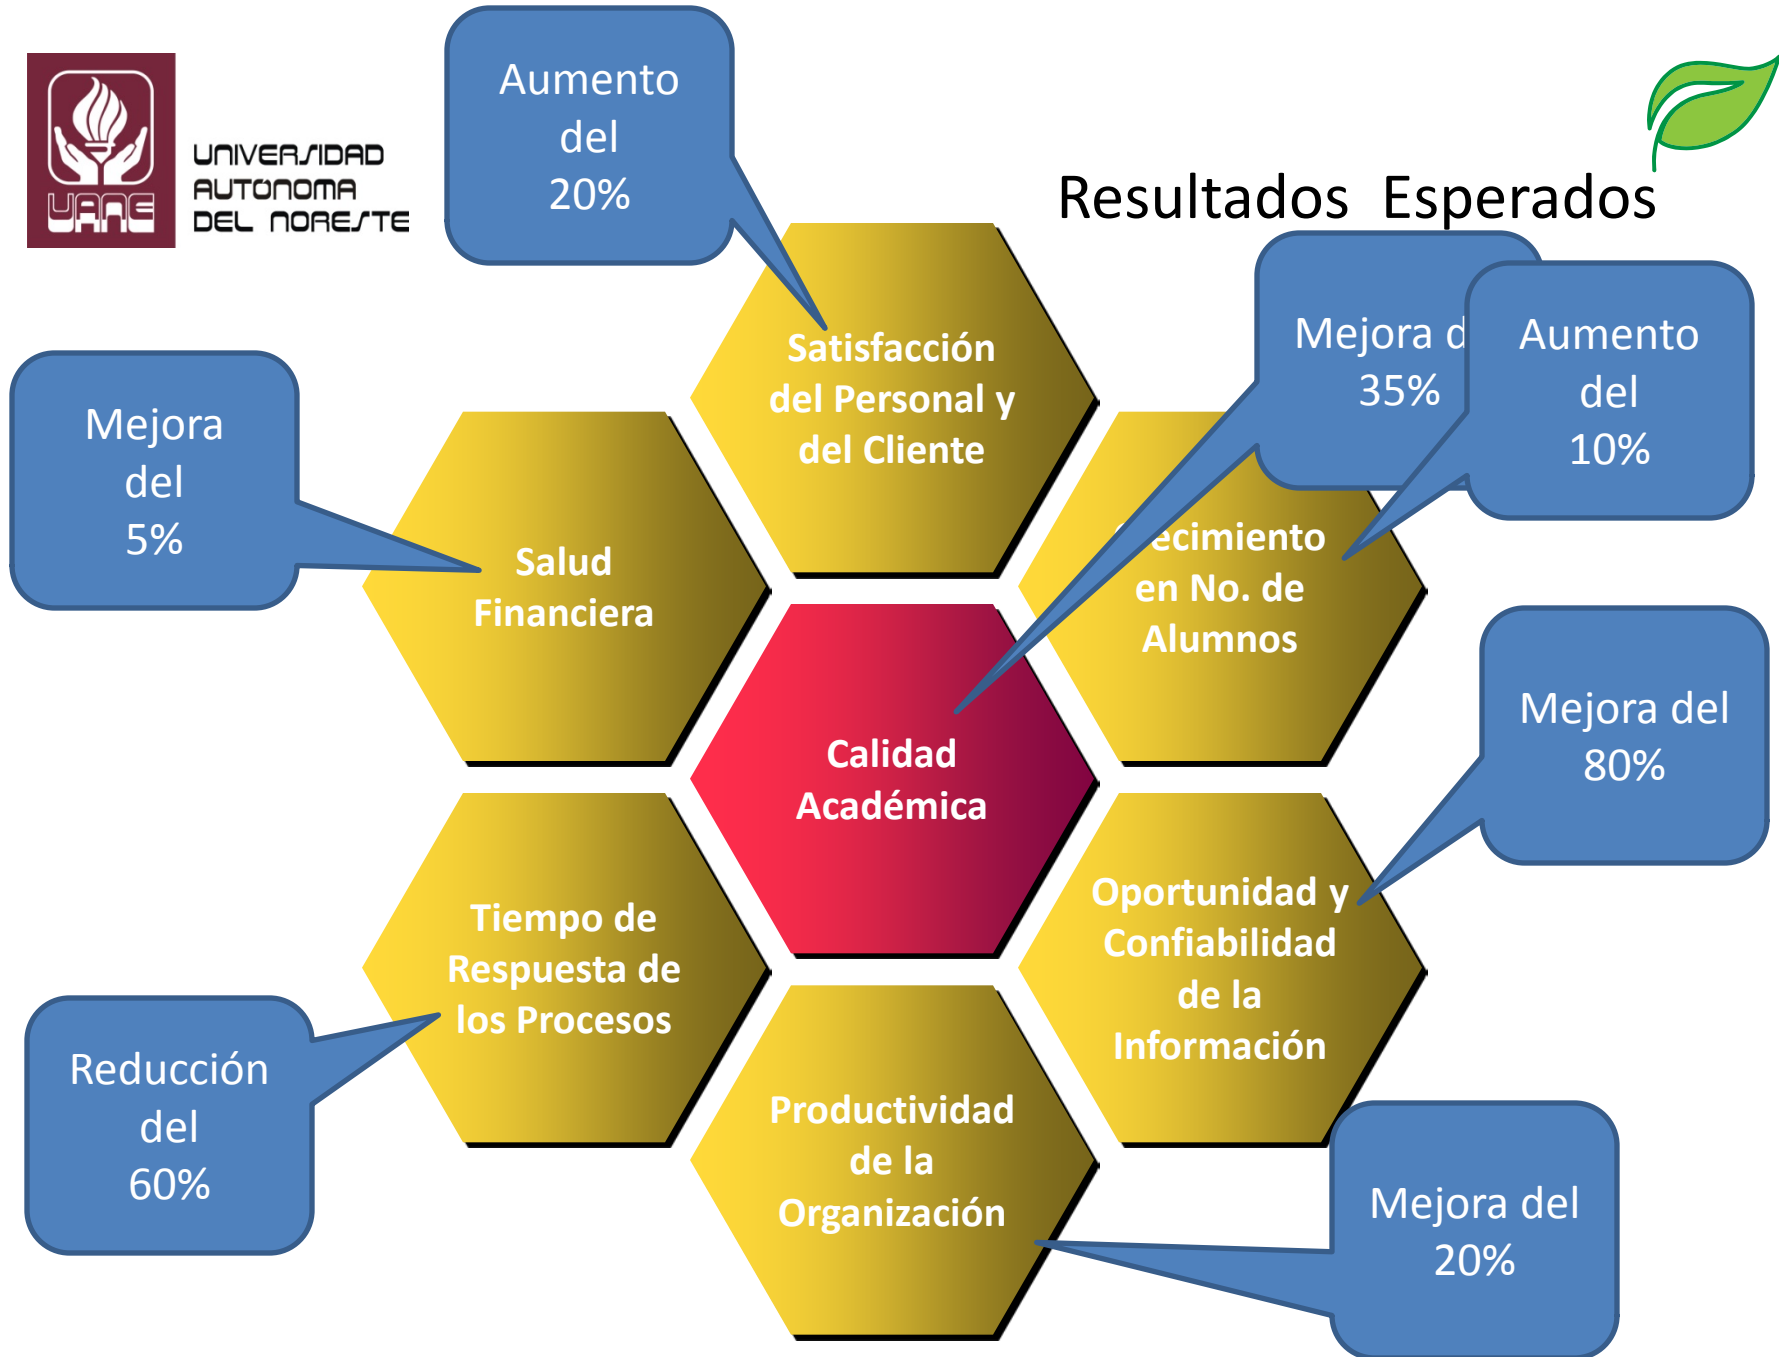 UANE
UNIVERSIDAD
AUTONOMA
DEL NORESTE
Resultados Esperados
Aumento
del
20%
Satisfacción
del Personal y
del Cliente
Mejora
35%
Aumento
del
10%
en No. de
Alumnos
Mejora
del
5%
Salud
Financiera
Calidad
Académica
Mejora del
80%
Oportunidad y
Confiabilidad
de la
Información
Tiempo de
Respuesta de
los Procesos
Reducción
del
60%
Productividad
de la
Organización
Mejora del
20%